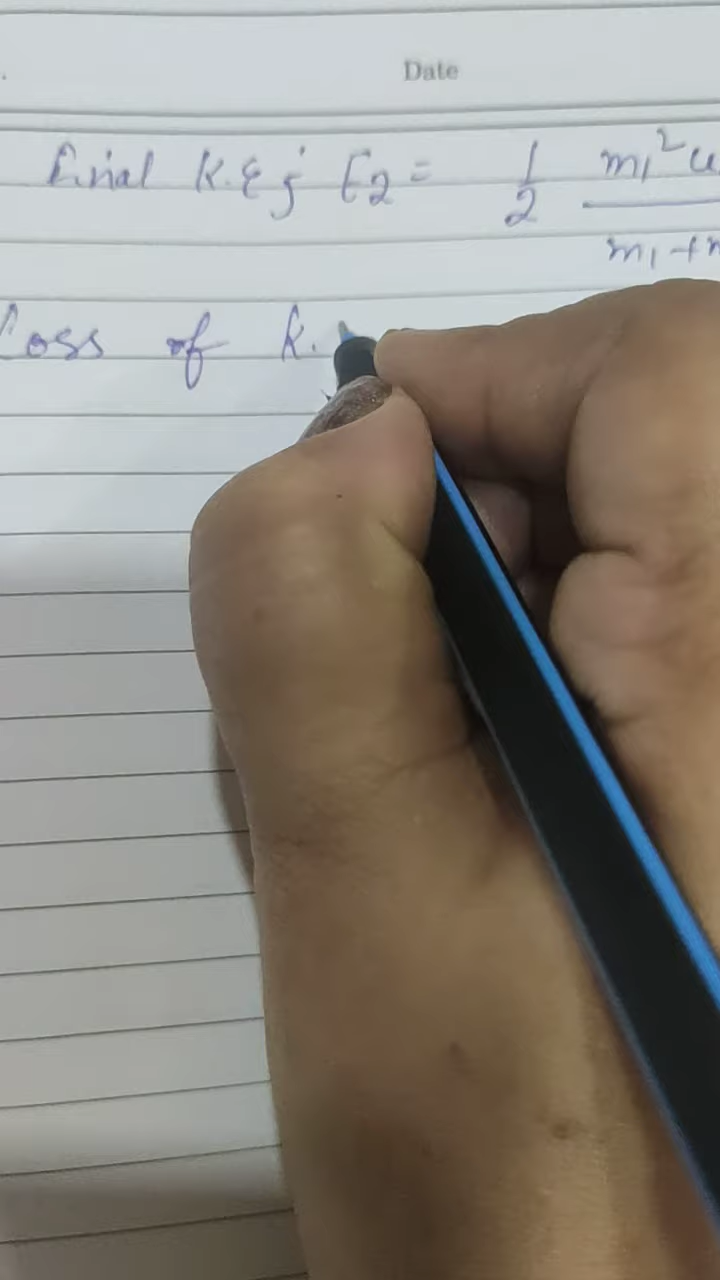 Date
Final K.E ; E2 = 1/2 m1²u
m1+
Loss of K.